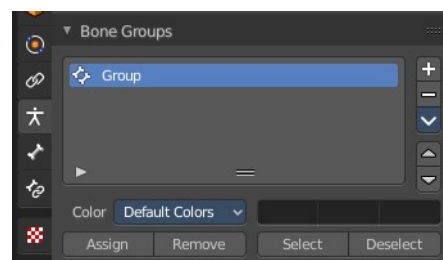 Bone Groups
Group
Color Default Colors
Assign Remove Select Deselect